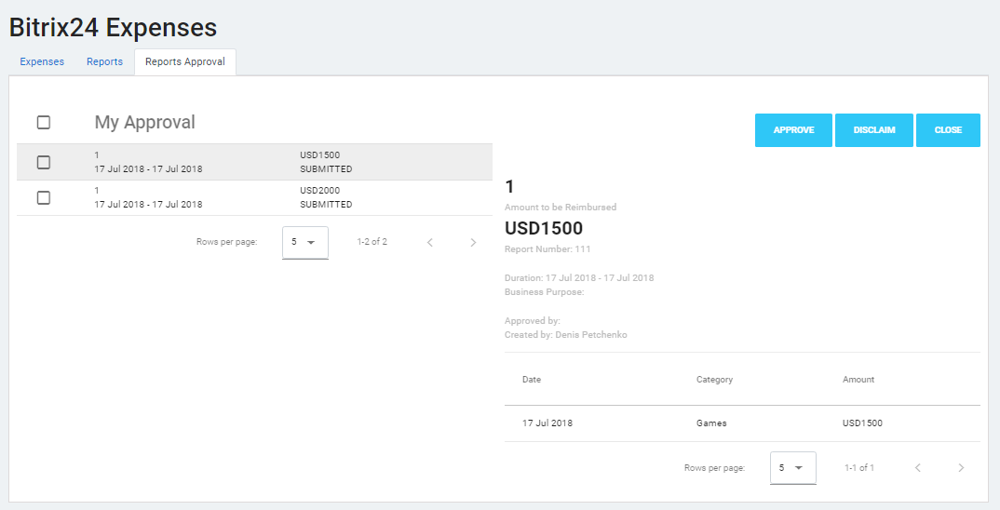 Bitrix24 Expenses
Expenses Reports Reports Approval
My Approval
1 USD1500
17 Jul 2018 - 17 Jul 2018 SUBMITTED
1 USD2000
17 Jul 2018 - 17 Jul 2018 SUBMITTED
Rows per page: 5 1-2 of 2
APPROVE DISCLAIM CLOSE
1
Amount to be Reimbursed
USD1500
Report Number: 111
Duration: 17 Jul 2018 - 17 Jul 2018
Business Purpose:
Approved by:
Created by: Denis Petchenko
Date Category Amount
17 Jul 2018 Games USD1500
Rows per page: 5 1-1 of 1